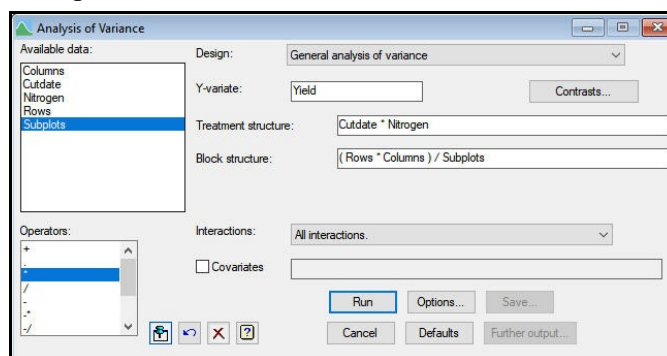 Analysis of Variance
Available data:
Columns
Cutdate
Nitrogen
Rows
Subplots
Design: General analysis of variance
Y-variate: Yield Contrasts...
Treatment structure: Cutdate * Nitrogen
Block structure: ( Rows * Columns ) / Subplots
Operators:
+
.
*
/
-
-*
-/
Interactions: All interactions.
Covariates
Run Options... Save...
Cancel Defaults Further output...